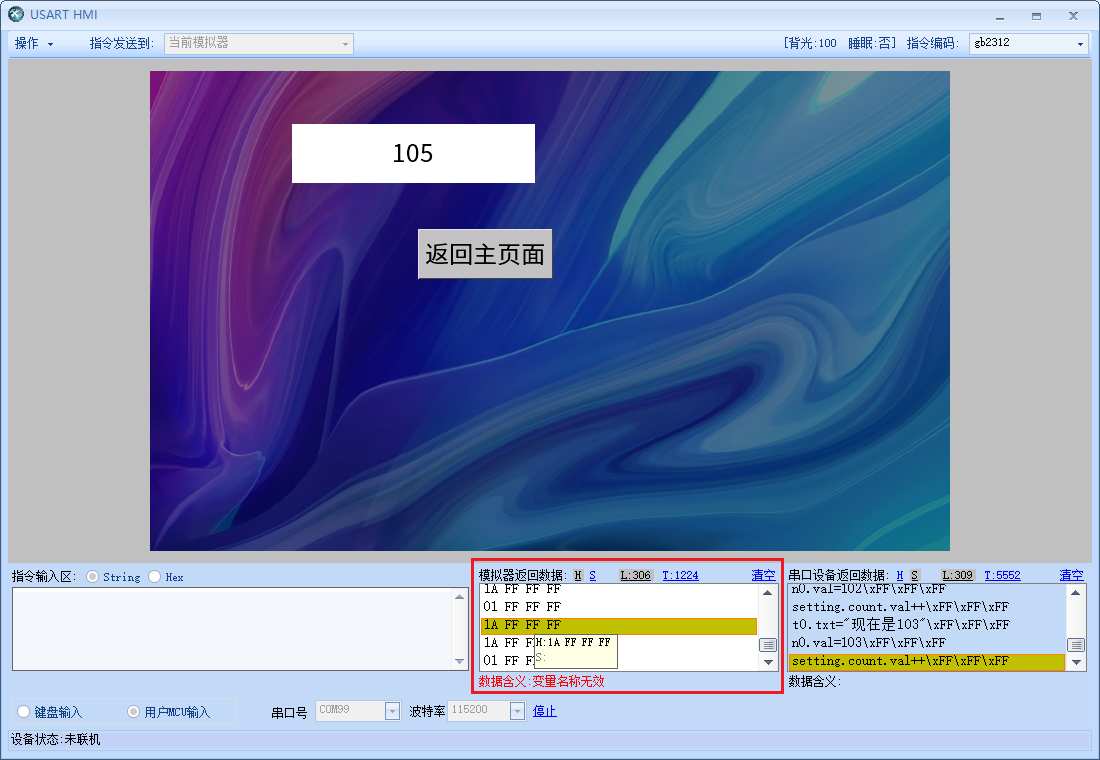 USART HMI
操作 指令发送到: 当前模拟器 [背光:100 睡眠:否] 指令编码: gb2312
105
返回主页面
指令输入区: String Hex
模拟器返回数据: H S L:306 T:1224 清空
1A FF FF FF
01 FF FF FF
1A FF FF FF
1A FF F
01 FF F
H:1A FF FF FF
S:
数据含义:变量名称无效
串口设备返回数据: H S L:309 T:5552 清空
n0.val=102\xFF\xFF\xFF
setting.count.val++\xFF\xFF\xFF
t0.txt="现在是103"\xFF\xFF\xFF
n0.val=103\xFF\xFF\xFF
setting.count.val++\xFF\xFF\xFF
数据含义:
键盘输入 用户MCU输入 串口号 COM99 波特率 115200 停止
设备状态:未联机